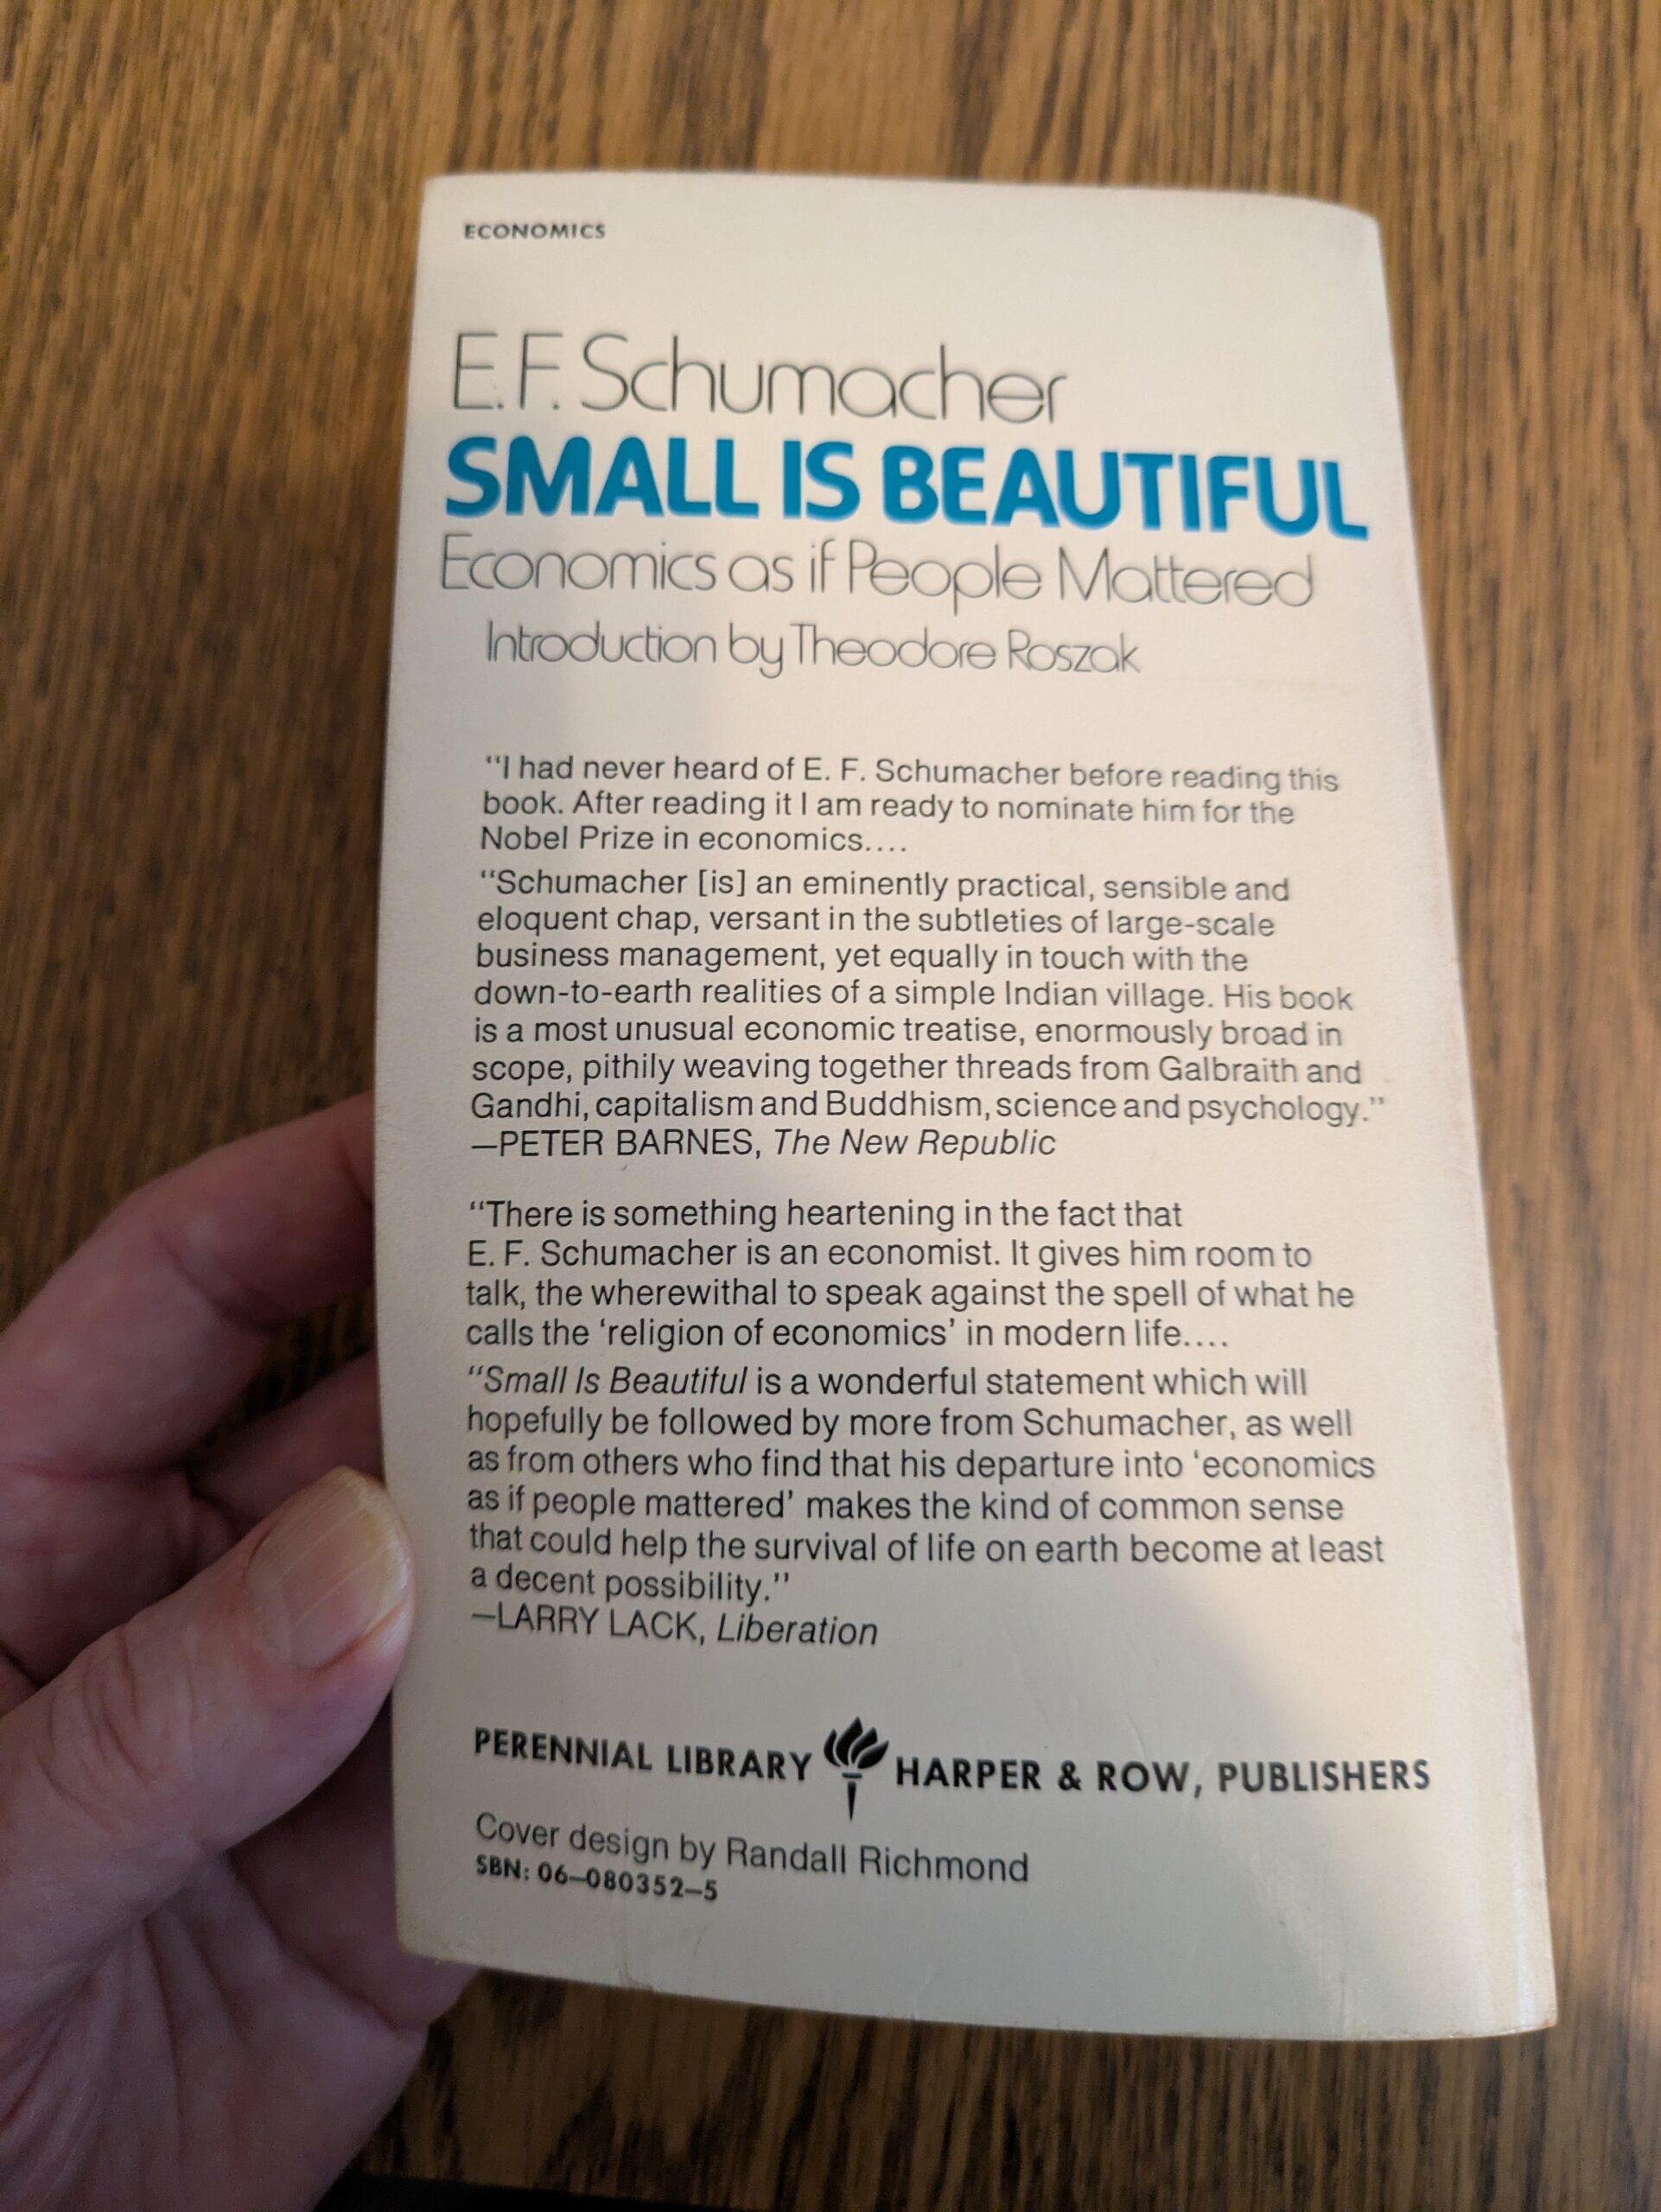 ECONOMICS
E.F. Schumacher
SMALL IS BEAUTIFUL
Economics as if People Mattered
Introduction by Theodore Roszak
“I had never heard of E. F. Schumacher before reading this
book. After reading it I am ready to nominate him for the
Nobel Prize in economics....
“Schumacher [is] an eminently practical, sensible and
eloquent chap, versant in the subtleties of large-scale
business management, yet equally in touch with the
down-to-earth realities of a simple Indian village. His book
is a most unusual economic treatise, enormously broad in
scope, pithily weaving together threads from Galbraith and
Gandhi, capitalism and Buddhism, science and psychology.”
—PETER BARNES, The New Republic
“There is something heartening in the fact that
E. F. Schumacher is an economist. It gives him room to
talk, the wherewithal to speak against the spell of what he
calls the ‘religion of economics’ in modern life....
“Small Is Beautiful is a wonderful statement which will
hopefully be followed by more from Schumacher, as well
as from others who find that his departure into ‘economics
as if people mattered’ makes the kind of common sense
that could help the survival of life on earth become at least
a decent possibility.”
—LARRY LACK, Liberation
PERENNIAL LIBRARY HARPER & ROW, PUBLISHERS
Cover design by Randall Richmond
SBN: 06–080352–5